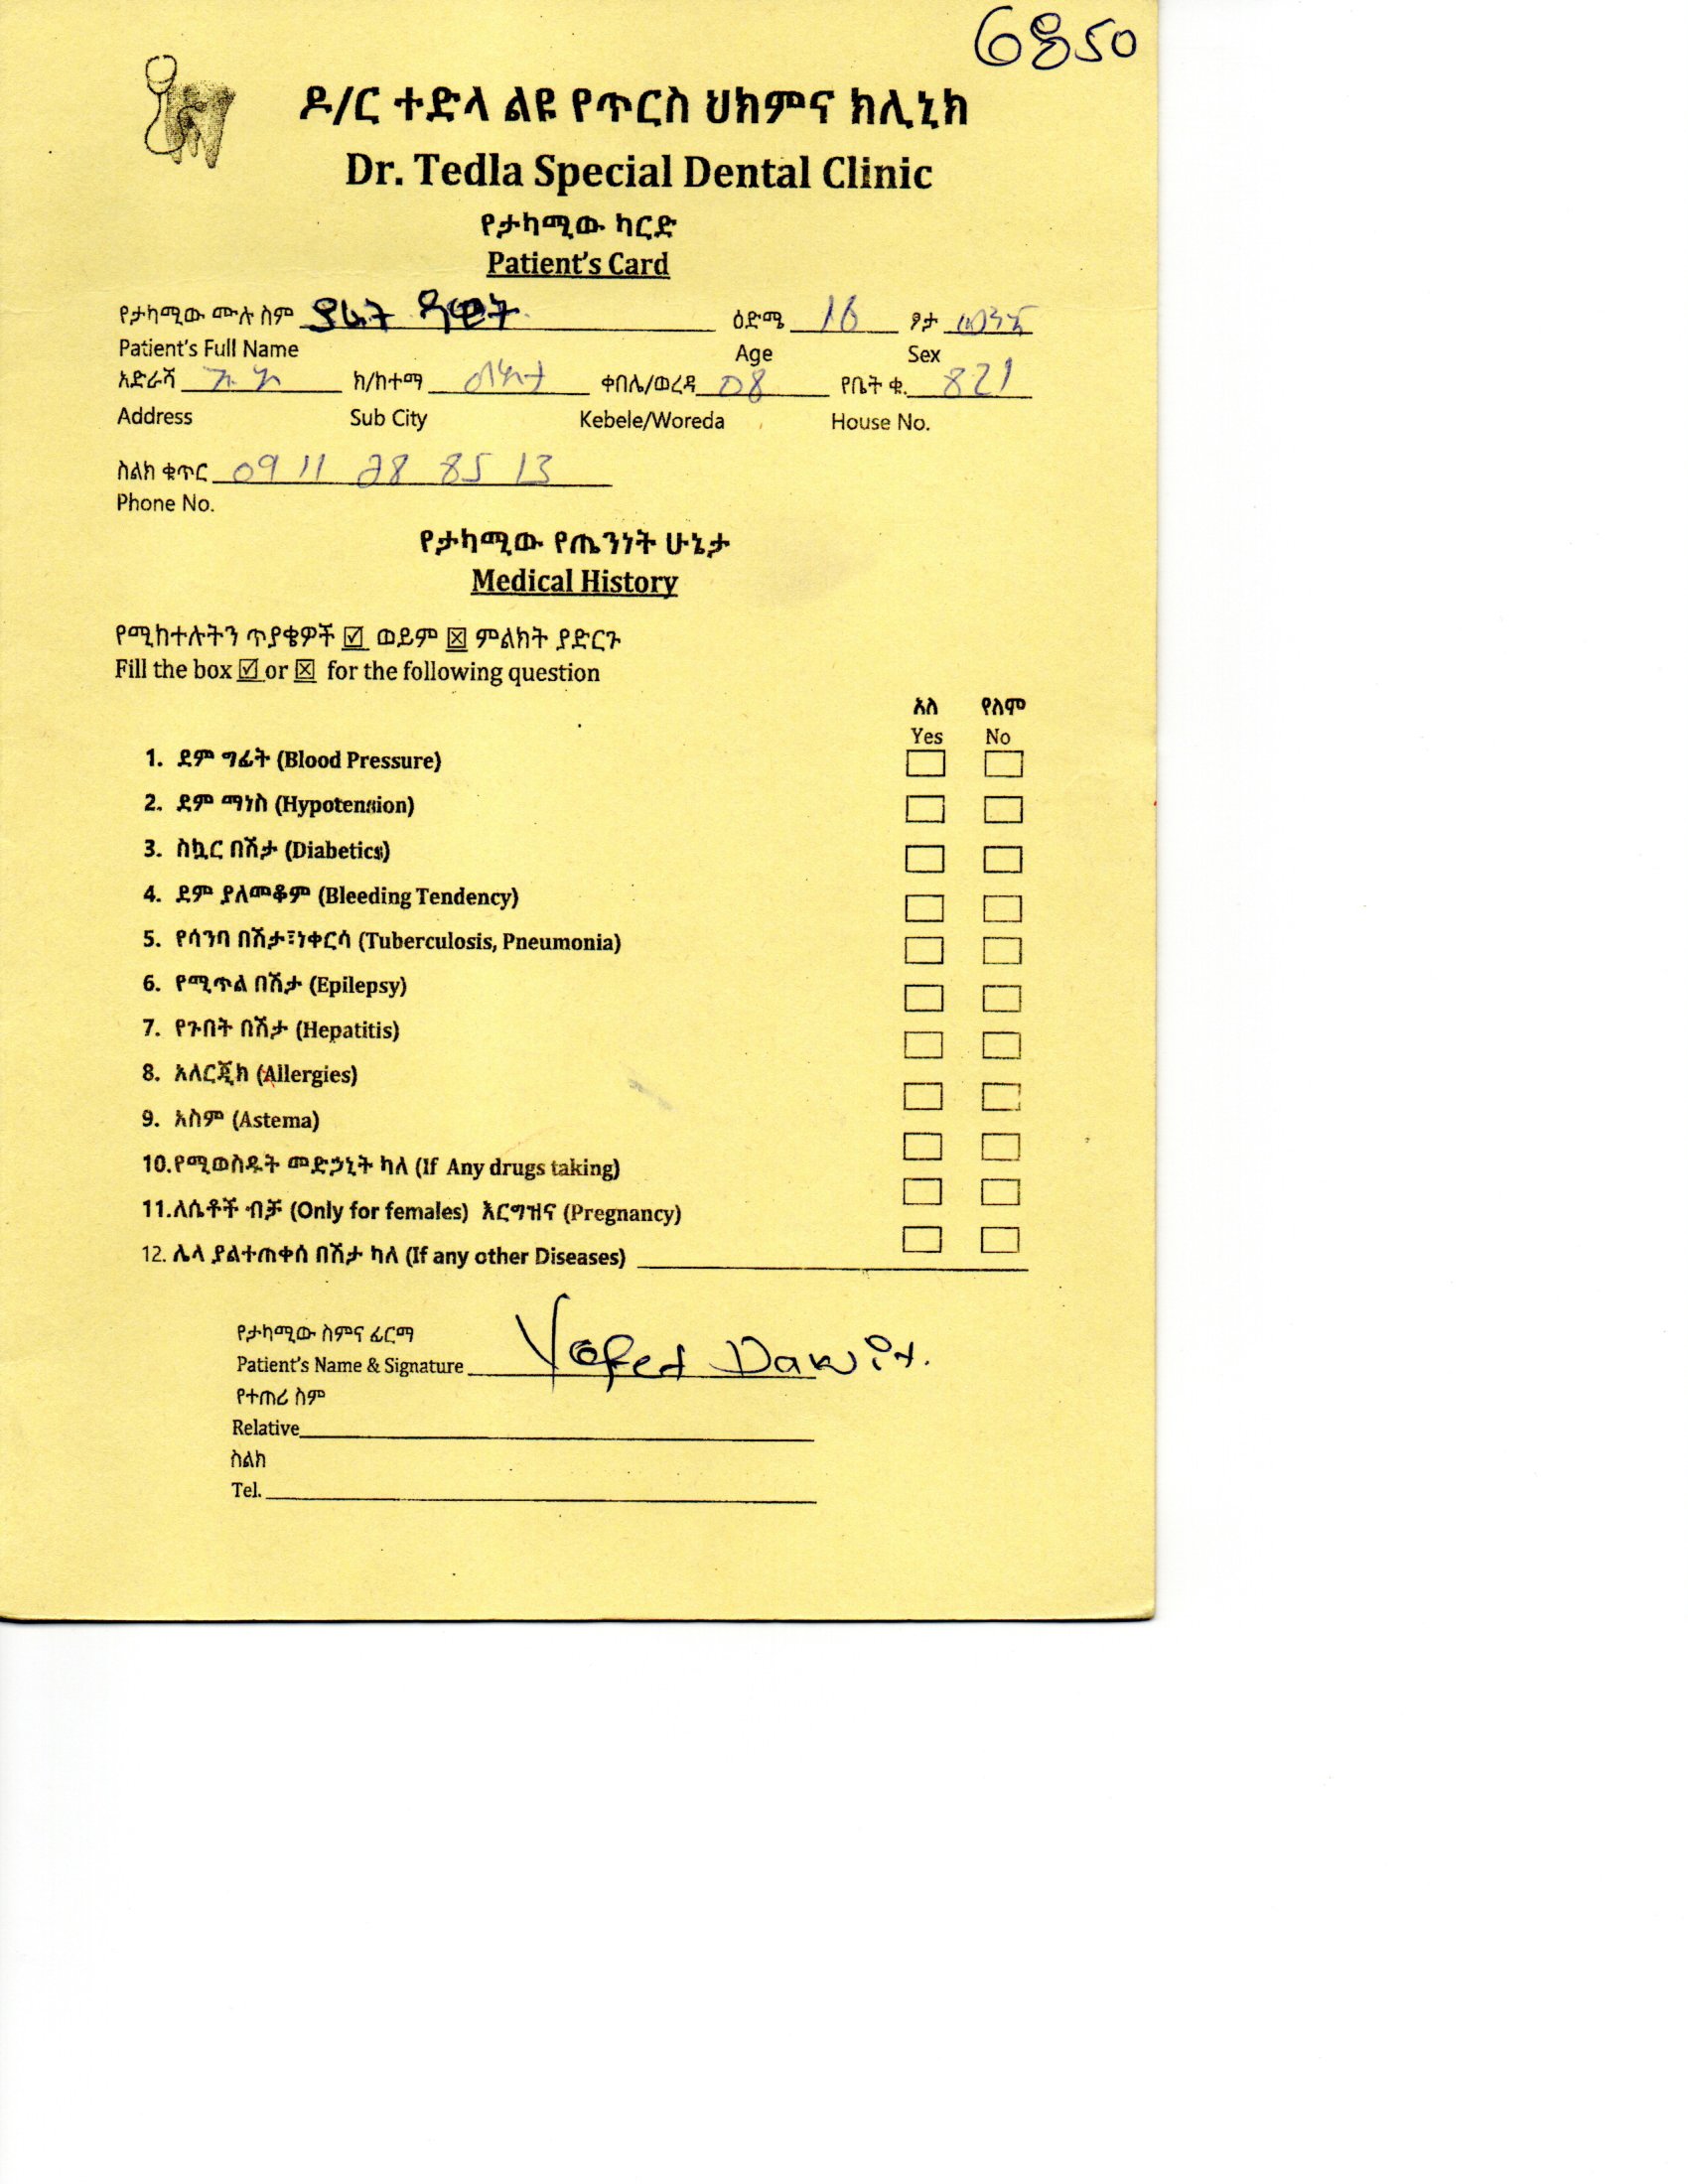 6850
ዶ/ር ተድላ ልዩ የጥርስ ህክምና ክሊኒክ
Dr. Tedla Special Dental Clinic
የታካሚው ካርድ
Patient's Card
የታካሚው ሙሉ ስም ያፌት ዳዊት ዕድሜ 16 ፆታ ወንድ
Patient's Full Name Age Sex
አድራሻ ክ/ከተማ ቀበሌ/ወረዳ 08 የቤት ቁ. 821
Address Sub City Kebele/Woreda House No.
ስልክ ቁጥር 09 11 28 85 13
Phone No.
የታካሚው የጤንነት ሁኔታ
Medical History
የሚከተሉትን ጥያቄዎች ☑ ወይም ☒ ምልክት ያድርጉ
Fill the box ☑ or ☒ for the following question
አለ የለም
Yes No
1. ደም ግፊት (Blood Pressure)
2. ደም ማነስ (Hypotension)
3. ስኳር በሽታ (Diabetics)
4. ደም ያለመቆም (Bleeding Tendency)
5. የሳንባ በሽታ፣ነቀርሳ (Tuberculosis, Pneumonia)
6. የሚጥል በሽታ (Epilepsy)
7. የጉበት በሽታ (Hepatitis)
8. አለርጂክ (Allergies)
9. አስም (Astema)
10.የሚወስዱት መድኃኒት ካለ (If Any drugs taking)
11.ለሴቶች ብቻ (Only for females) እርግዝና (Pregnancy)
12. ሌላ ያልተጠቀሰ በሽታ ካለ (If any other Diseases)
የታካሚው ስምና ፊርማ
Patient's Name & Signature Yafet Dawit.
የተጠሪ ስም
Relative
ስልክ
Tel.